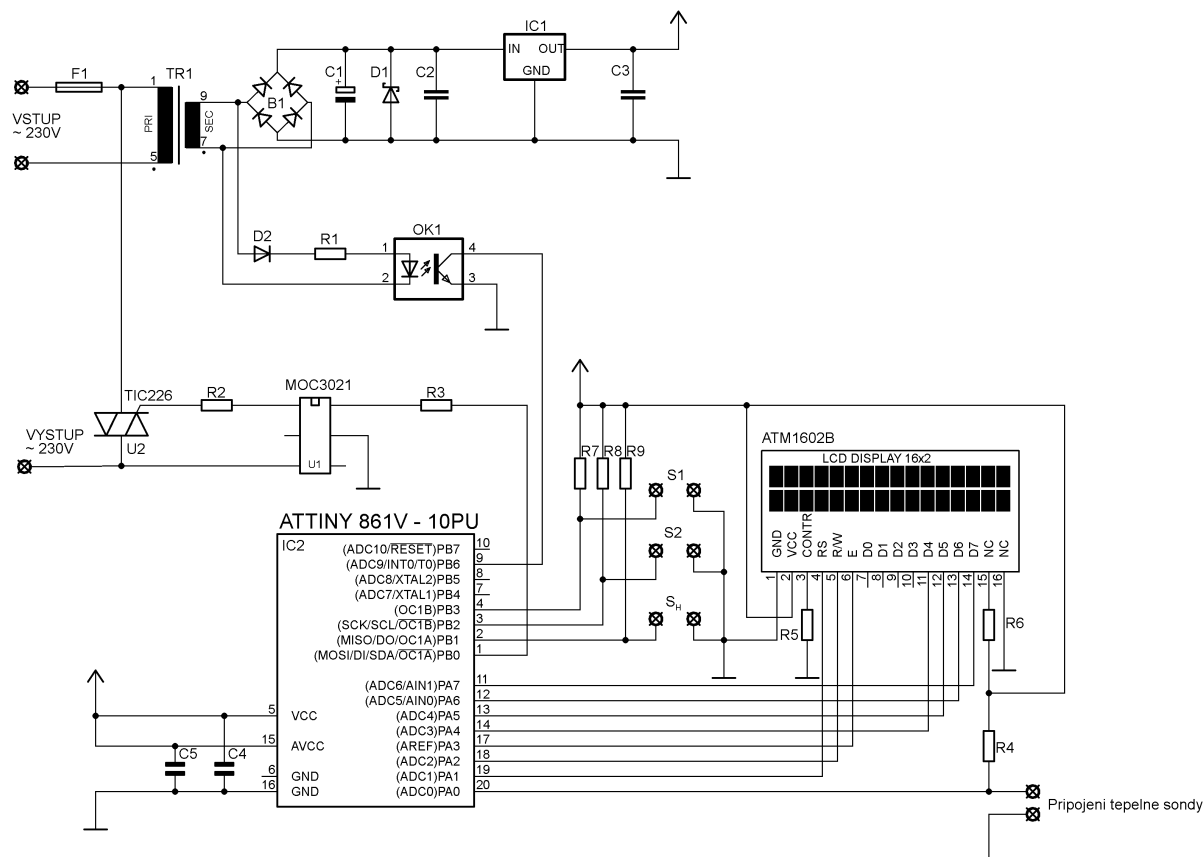 F1
TR1
1
9
PRI
SEC
5
7
VSTUP
~ 230V
B1
C1
+
D1
C2
IC1
IN OUT
GND
C3
D2
R1
OK1
1
4
2
3
TIC226
U2
R2
MOC3021
U1
R3
VYSTUP
~ 230V
R7
R8
R9
S1
S2
SH
ATM1602B
LCD DISPLAY 16x2
GND
VCC
CONTR
RS
R/W
E
D0
D1
D2
D3
D4
D5
D6
D7
NC
NC
1
2
3
4
5
6
7
8
9
10
11
12
13
14
15
16
R5
R6
R4
ATTINY 861V - 10PU
IC2
(ADC10/RESET)PB7 10
(ADC9/INT0/T0)PB6 9
(ADC8/XTAL2)PB5 8
(ADC7/XTAL1)PB4 7
(OC1B)PB3 4
(SCK/SCL/OC1B)PB2 3
(MISO/DO/OC1A)PB1 2
(MOSI/DI/SDA/OC1A)PB0 1
(ADC6/AIN1)PA7 11
(ADC5/AIN0)PA6 12
(ADC4)PA5 13
(ADC3)PA4 14
(AREF)PA3 17
(ADC2)PA2 18
(ADC1)PA1 19
(ADC0)PA0 20
5 VCC
15 AVCC
6 GND
16 GND
C5
C4
Pripojeni tepelne sondy